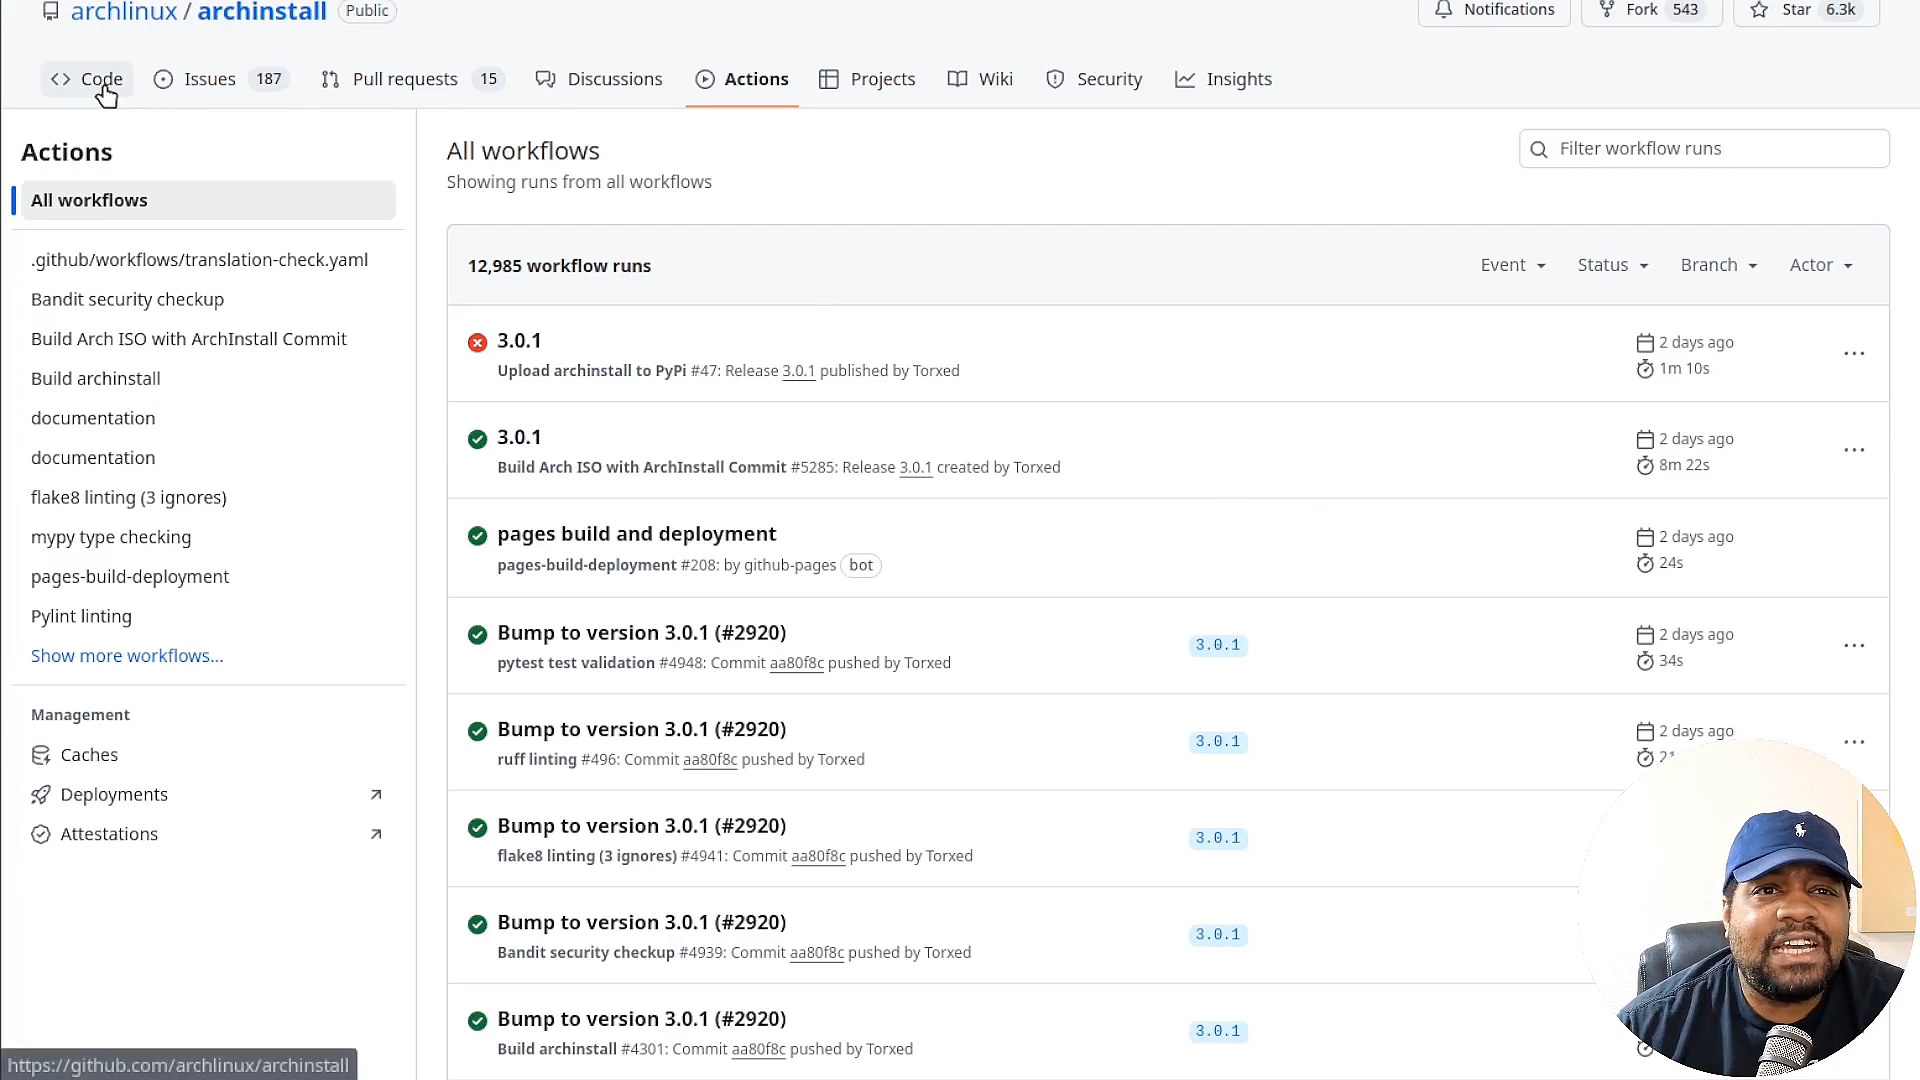 archlinux / archinstall Public
Notifications Fork 543 Star 6.3k
Code Issues 187 Pull requests 15 Discussions Actions Projects Wiki Security Insights
Actions
All workflows
.github/workflows/translation-check.yaml
Bandit security checkup
Build Arch ISO with ArchInstall Commit
Build archinstall
documentation
documentation
flake8 linting (3 ignores)
mypy type checking
pages-build-deployment
Pylint linting
Show more workflows...
Management
Caches
Deployments
Attestations
All workflows
Showing runs from all workflows
Filter workflow runs
12,985 workflow runs
Event Status Branch Actor
3.0.1
Upload archinstall to PyPi #47: Release 3.0.1 published by Torxed
2 days ago
1m 10s
3.0.1
Build Arch ISO with ArchInstall Commit #5285: Release 3.0.1 created by Torxed
2 days ago
8m 22s
pages build and deployment
pages-build-deployment #208: by github-pages bot
2 days ago
24s
Bump to version 3.0.1 (#2920)
pytest test validation #4948: Commit aa80f8c pushed by Torxed
3.0.1
2 days ago
34s
Bump to version 3.0.1 (#2920)
ruff linting #496: Commit aa80f8c pushed by Torxed
3.0.1
2 days ago
Bump to version 3.0.1 (#2920)
flake8 linting (3 ignores) #4941: Commit aa80f8c pushed by Torxed
3.0.1
Bump to version 3.0.1 (#2920)
Bandit security checkup #4939: Commit aa80f8c pushed by Torxed
3.0.1
Bump to version 3.0.1 (#2920)
Build archinstall #4301: Commit aa80f8c pushed by Torxed
3.0.1
https://github.com/archlinux/archinstall